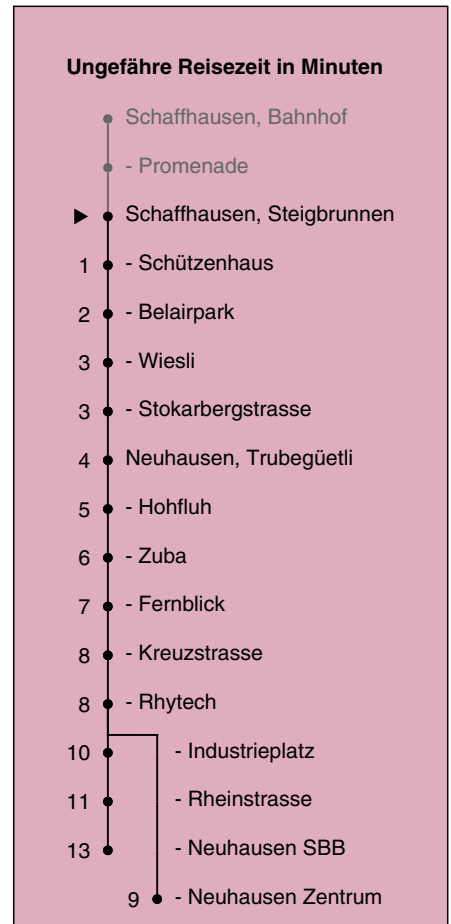 Ungefähre Reisezeit in Minuten
Schaffhausen, Bahnhof
- Promenade
Schaffhausen, Steigbrunnen
1 - Schützenhaus
2 - Belairpark
3 - Wiesli
3 - Stokarbergstrasse
4 Neuhausen, Trubegüetli
5 - Hohfluh
6 - Zuba
7 - Fernblick
8 - Kreuzstrasse
8 - Rhytech
10 - Industrieplatz
11 - Rheinstrasse
13 - Neuhausen SBB
9 - Neuhausen Zentrum